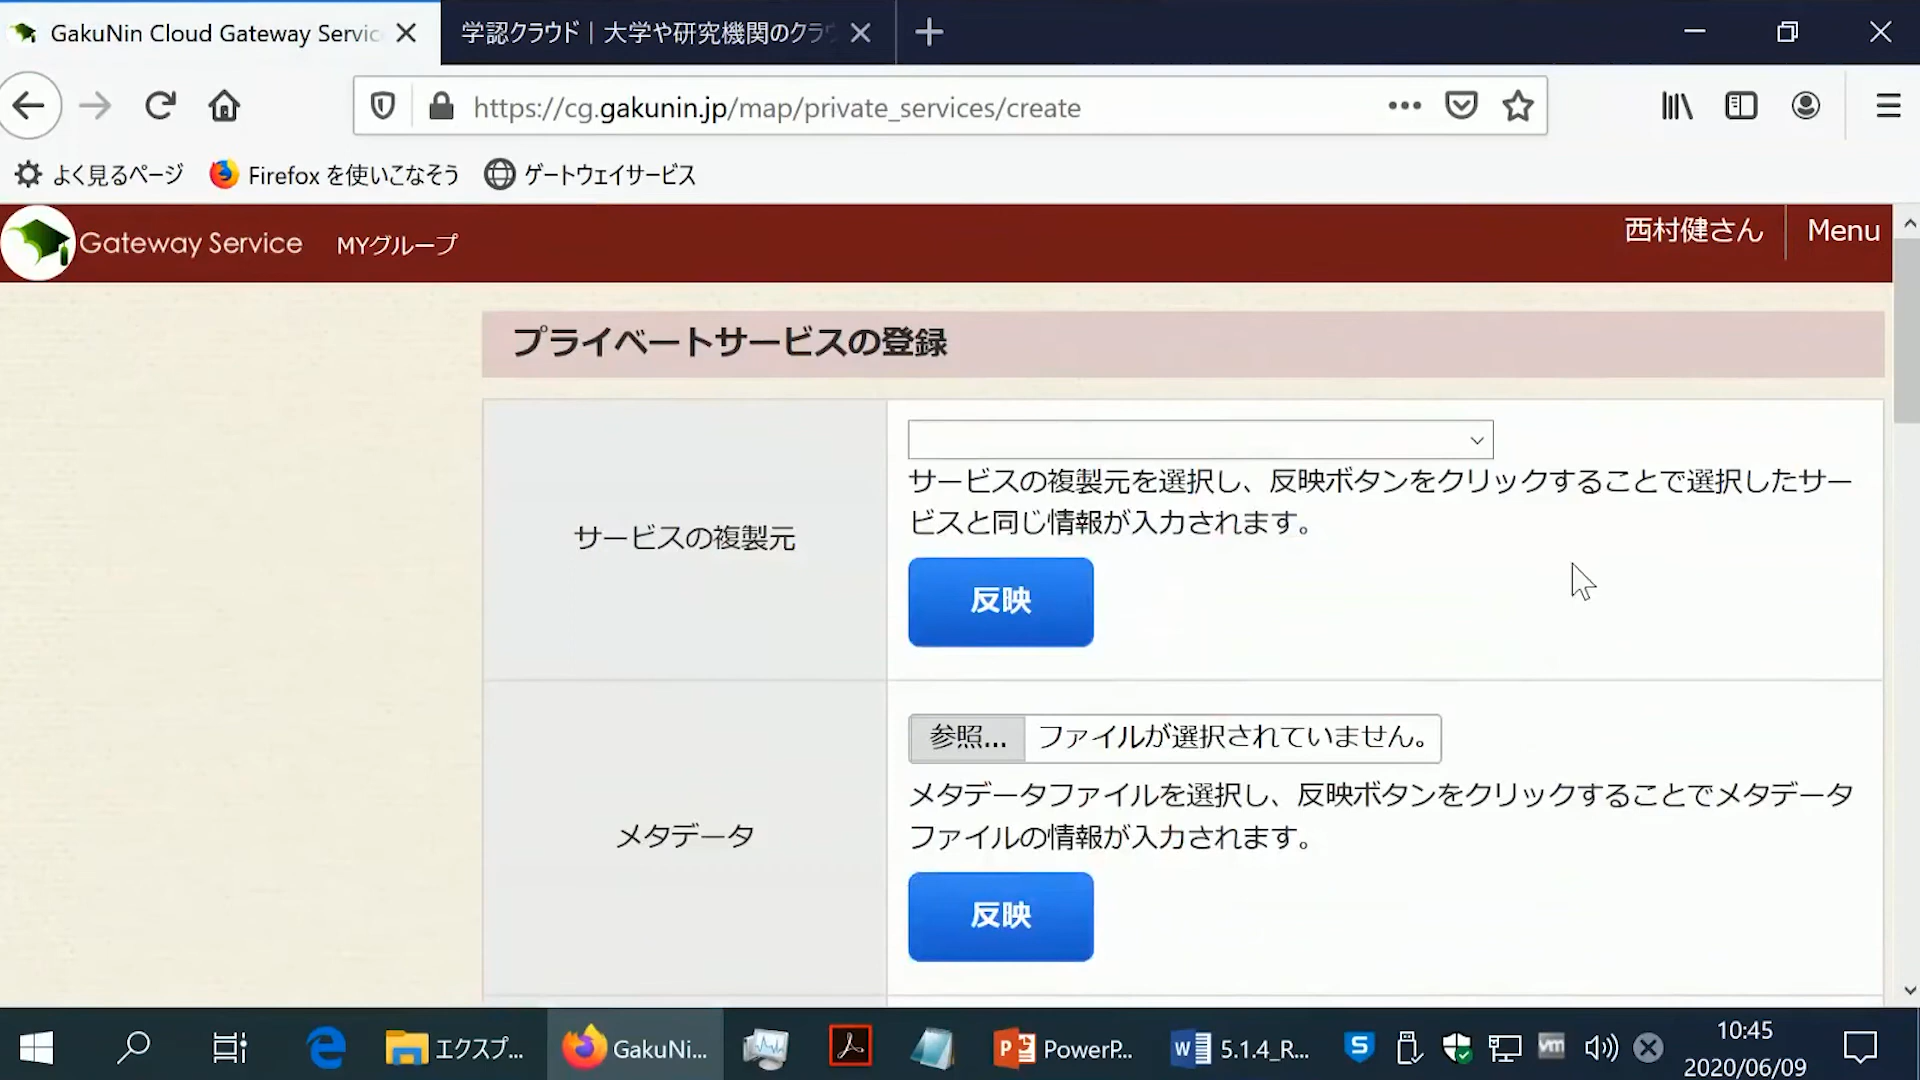 GakuNin Cloud Gateway Servic
学認クラウド｜大学や研究機関のクラウ
https://cg.gakunin.jp/map/private_services/create
よく見るページ
Firefox を使いこなそう
ゲートウェイサービス
Gateway Service
MYグループ
西村健さん
Menu
プライベートサービスの登録
サービスの複製元
サービスの複製元を選択し、反映ボタンをクリックすることで選択したサー
ビスと同じ情報が入力されます。
反映
メタデータ
参照... ファイルが選択されていません。
メタデータファイルを選択し、反映ボタンをクリックすることでメタデータ
ファイルの情報が入力されます。
反映
エクスプ...
GakuNi...
PowerP...
5.1.4_R...
10:45
2020/06/09